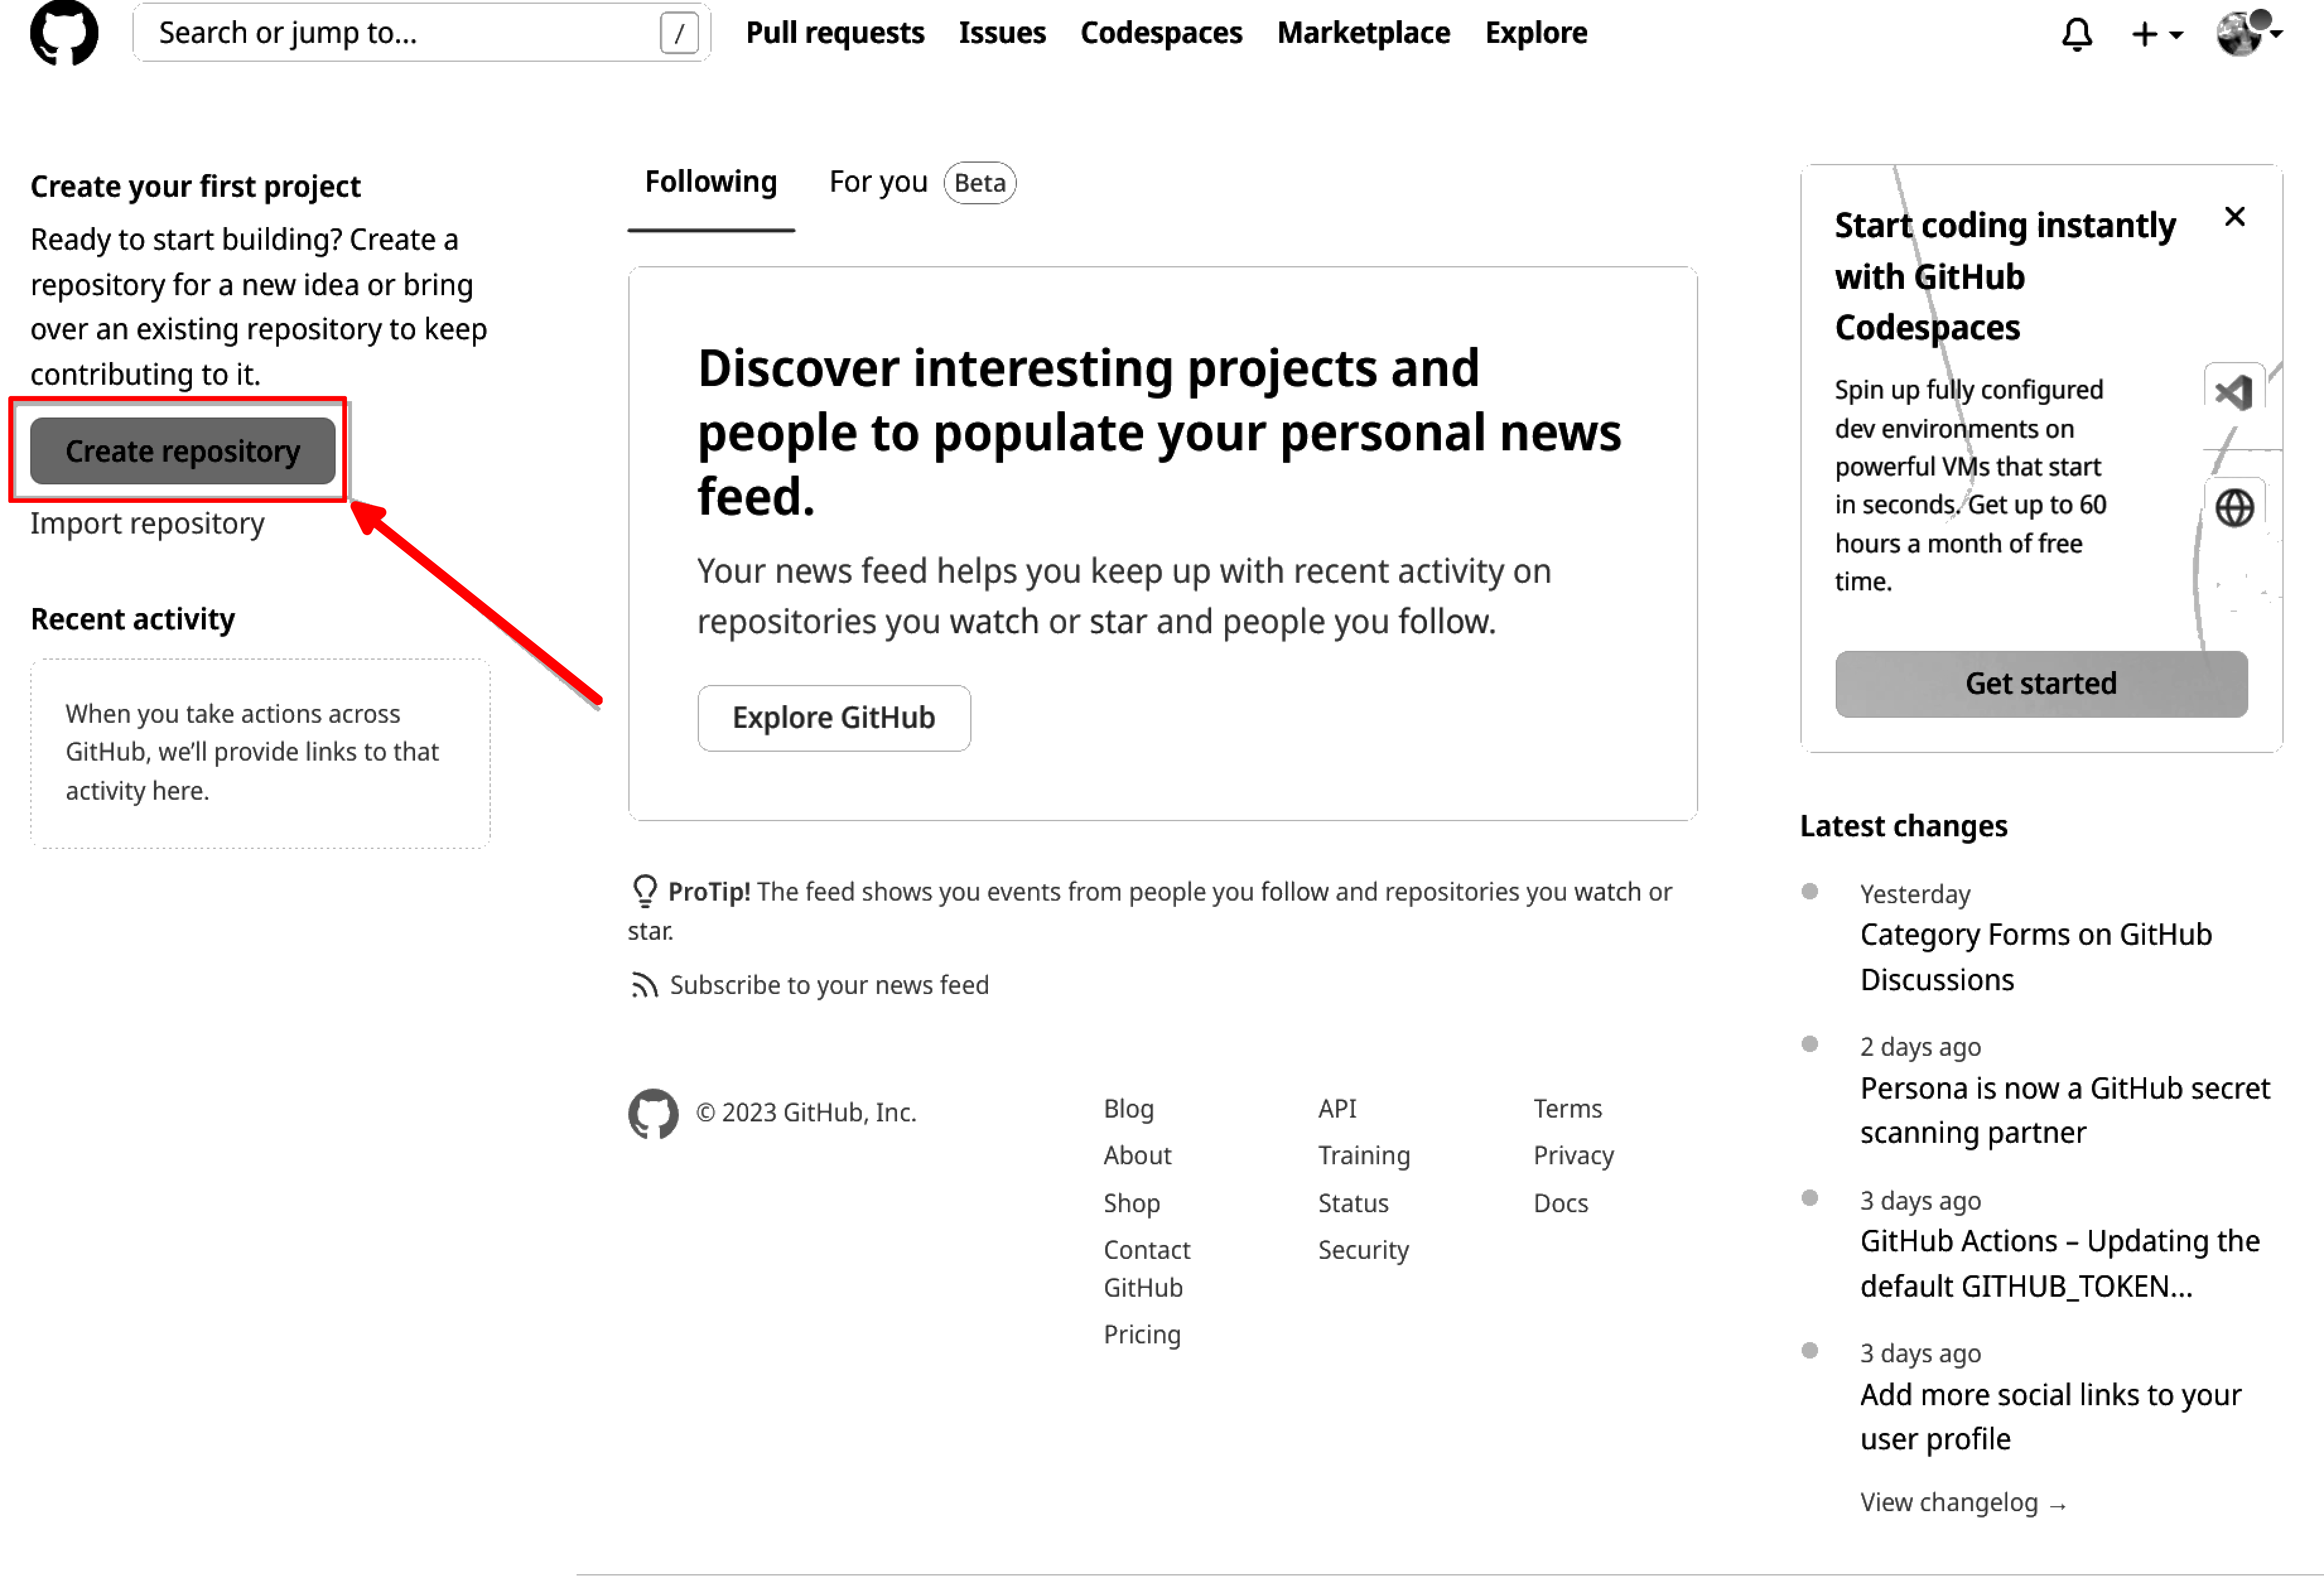 Search or jump to...
/
Pull requests
Issues
Codespaces
Marketplace
Explore
Create your first project
Ready to start building? Create a
repository for a new idea or bring
over an existing repository to keep
contributing to it.
Create repository
Import repository
Recent activity
When you take actions across
GitHub, we’ll provide links to that
activity here.
Following
For you
Beta
Discover interesting projects and
people to populate your personal news
feed.
Your news feed helps you keep up with recent activity on
repositories you watch or star and people you follow.
Explore GitHub
ProTip! The feed shows you events from people you follow and repositories you watch or
star.
Subscribe to your news feed
© 2023 GitHub, Inc.
Blog
About
Shop
Contact
GitHub
Pricing
API
Training
Status
Security
Terms
Privacy
Docs
Start coding instantly
with GitHub
Codespaces
Spin up fully configured
dev environments on
powerful VMs that start
in seconds. Get up to 60
hours a month of free
time.
Get started
Latest changes
Yesterday
Category Forms on GitHub
Discussions
2 days ago
Persona is now a GitHub secret
scanning partner
3 days ago
GitHub Actions – Updating the
default GITHUB_TOKEN...
3 days ago
Add more social links to your
user profile
View changelog →